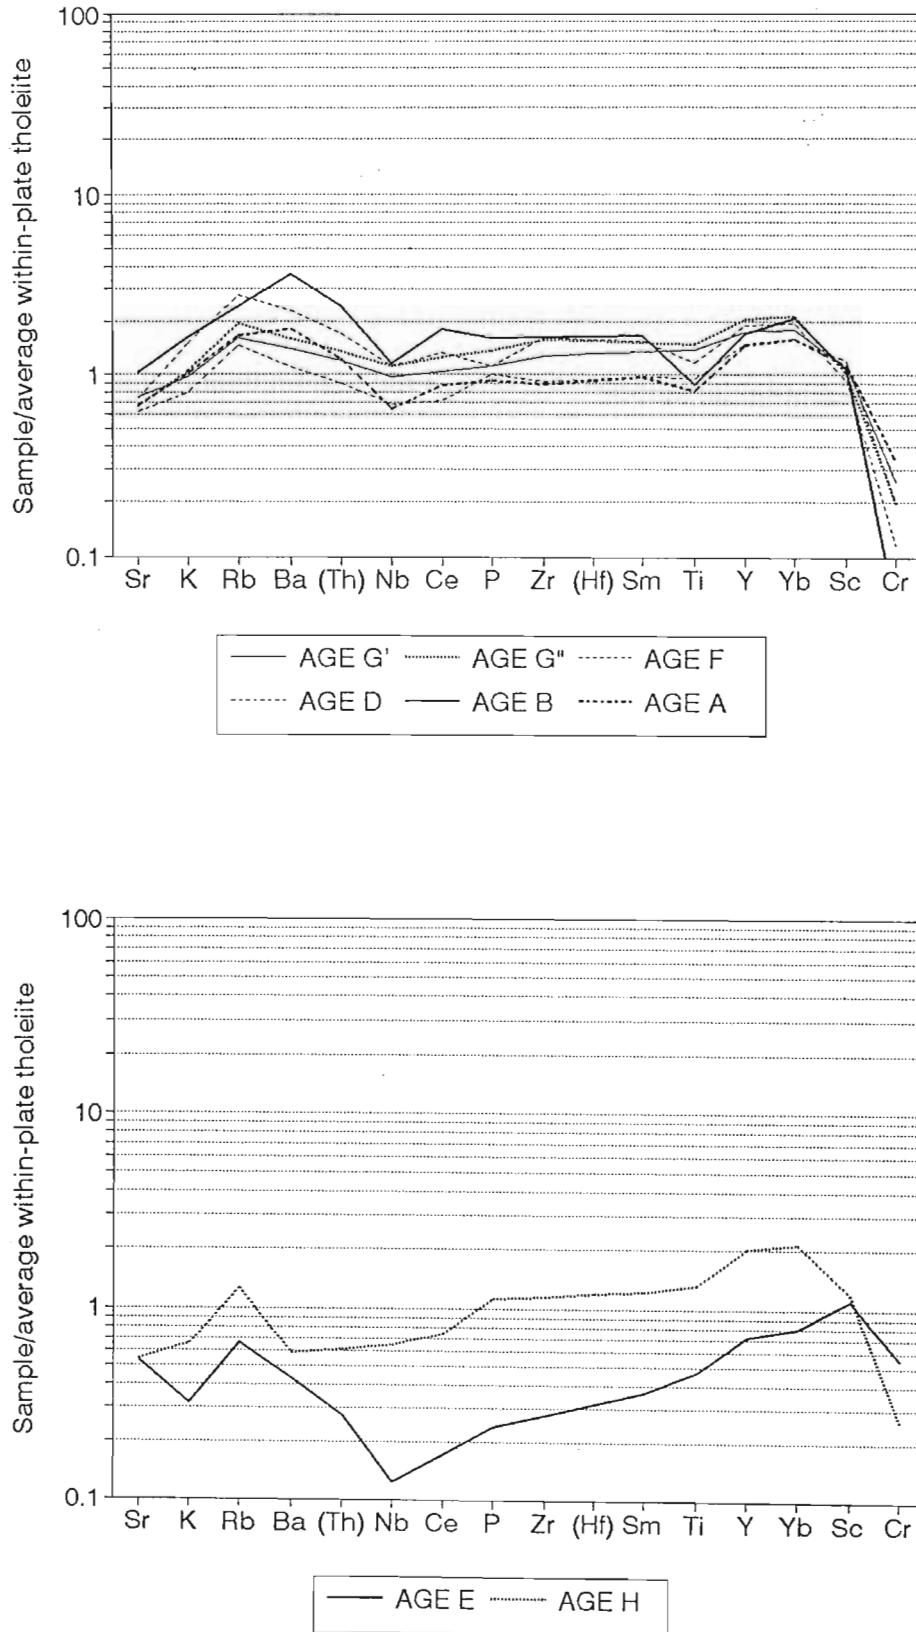 Sample/average within-plate tholeiite
100
10
1
0.1
Sr K Rb Ba (Th) Nb Ce P Zr (Hf) Sm Ti Y Yb Sc Cr
AGE G' AGE G" AGE F
AGE D AGE B AGE A
Sample/average within-plate tholeiite
100
10
1
0.1
Sr K Rb Ba (Th) Nb Ce P Zr (Hf) Sm Ti Y Yb Sc Cr
AGE E AGE H